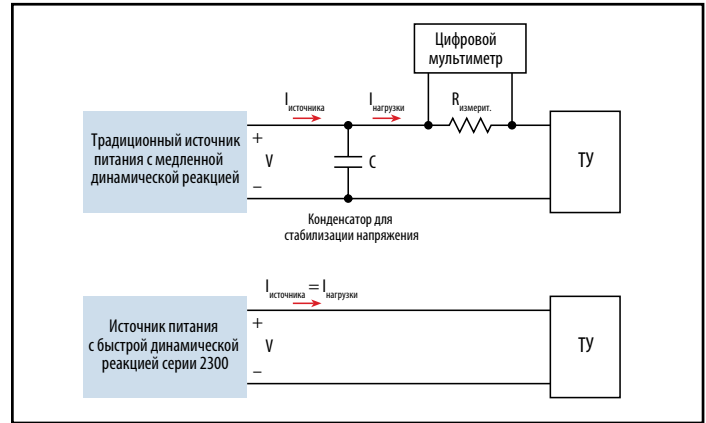 Цифровой
мультиметр
Iисточника
Iнагрузки
Rизмерит.
Традиционный источник
питания с медленной
динамической реакцией
+
V
–
C
ТУ
Конденсатор для
стабилизации напряжения
Iисточника = Iнагрузки
Источник питания
с быстрой динамической
реакцией серии 2300
+
V
–
ТУ